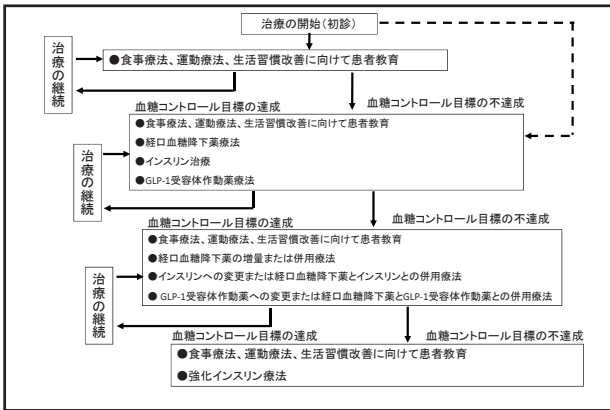 治療の開始(初診)
治療の継続
●食事療法、運動療法、生活習慣改善に向けて患者教育
血糖コントロール目標の達成
血糖コントロール目標の不達成
●食事療法、運動療法、生活習慣改善に向けて患者教育
●経口血糖降下薬療法
●インスリン治療
●GLP-1受容体作動薬療法
治療の継続
血糖コントロール目標の達成
血糖コントロール目標の不達成
●食事療法、運動療法、生活習慣改善に向けて患者教育
●経口血糖降下薬の増量または併用療法
●インスリンへの変更または経口血糖降下薬とインスリンとの併用療法
● GLP-1受容体作動薬への変更または経口血糖降下薬とGLP-1受容体作動薬との併用療法
治療の継続
血糖コントロール目標の達成
血糖コントロール目標の不達成
●食事療法、運動療法、生活習慣改善に向けて患者教育
●強化インスリン療法